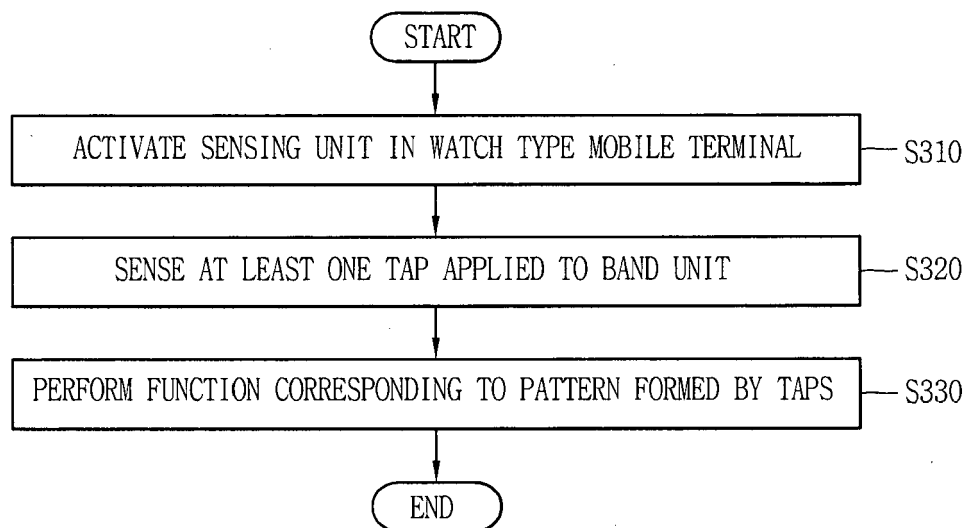 START
ACTIVATE SENSING UNIT IN WATCH TYPE MOBILE TERMINAL
S310
SENSE AT LEAST ONE TAP APPLIED TO BAND UNIT
S320
PERFORM FUNCTION CORRESPONDING TO PATTERN FORMED BY TAPS
S330
END